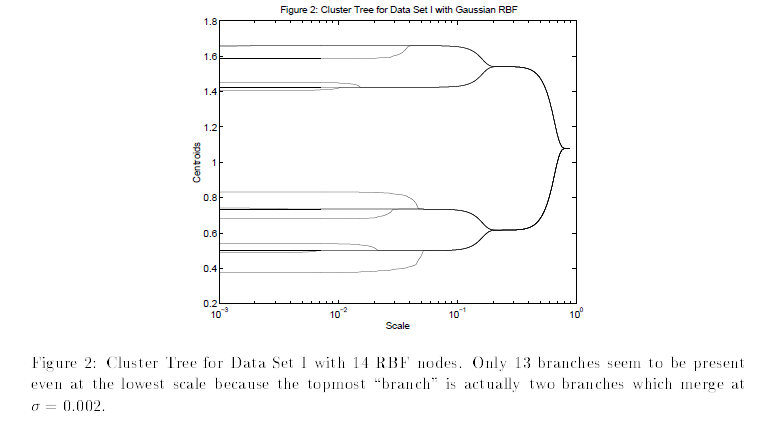 Figure 2: Cluster Tree for Data Set I with Gaussian RBF
1.8
1.6
1.4
1.2
1
0.8
0.6
0.4
0.2
Centroids
10⁻³ 10⁻² 10⁻¹ 10⁰
Scale
Figure 2: Cluster Tree for Data Set I with 14 RBF nodes. Only 13 branches seem to be present
even at the lowest scale because the topmost “branch” is actually two branches which merge at
σ = 0.002.